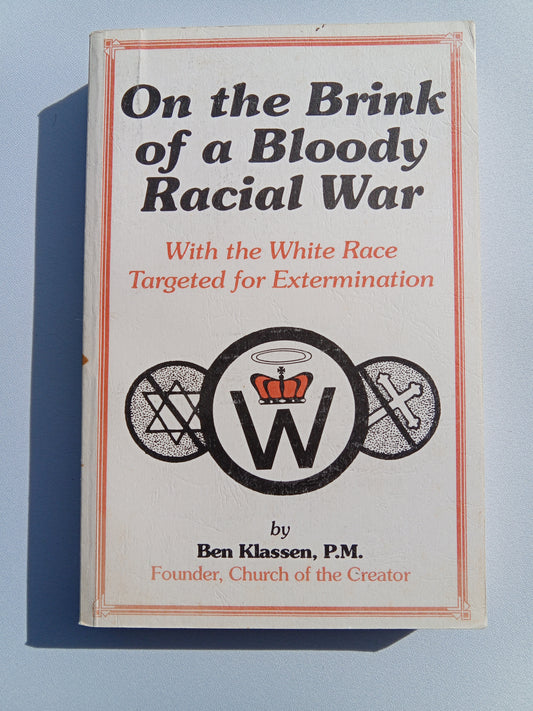 On the Brink
of a Bloody
Racial War
With the White Race
Targeted for Extermination
W
by
Ben Klassen, P.M.
Founder, Church of the Creator